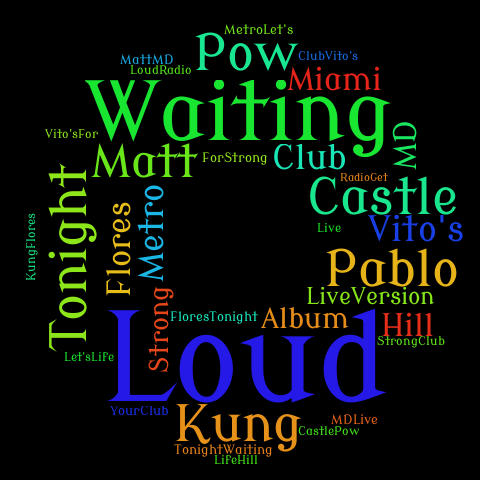 MetroLet's
Pow
ClubVito's
MattMD
LoudRadio
Miami
Waiting
Vito'sFor
MD
Matt
ForStrong
Club
RadioGet
Castle
Tonight
KungFlores
Flores
Metro
Live
Vito's
Pablo
LiveVersion
Strong
FloresTonight
Album
Hill
StrongClub
Let'sLife
Loud
YourClub
Kung
MDLive
CastlePow
TonightWaiting
LifeHill